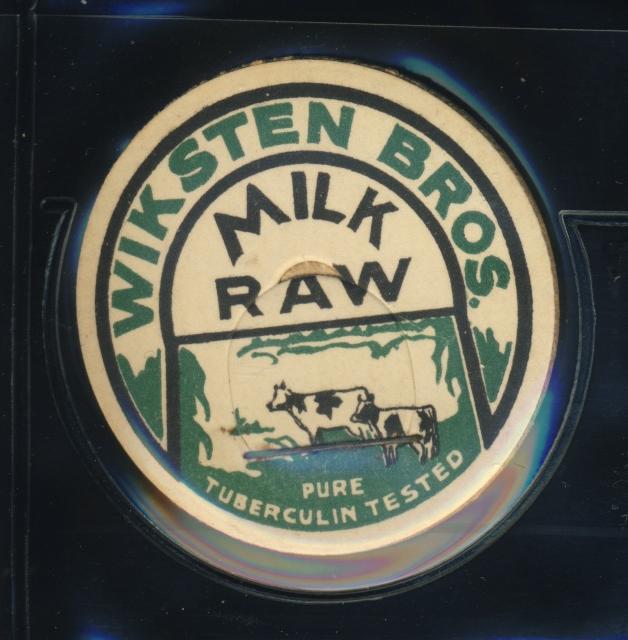 WIKSTEN BROS.
MILK
RAW
PURE
TUBERCULIN TESTED